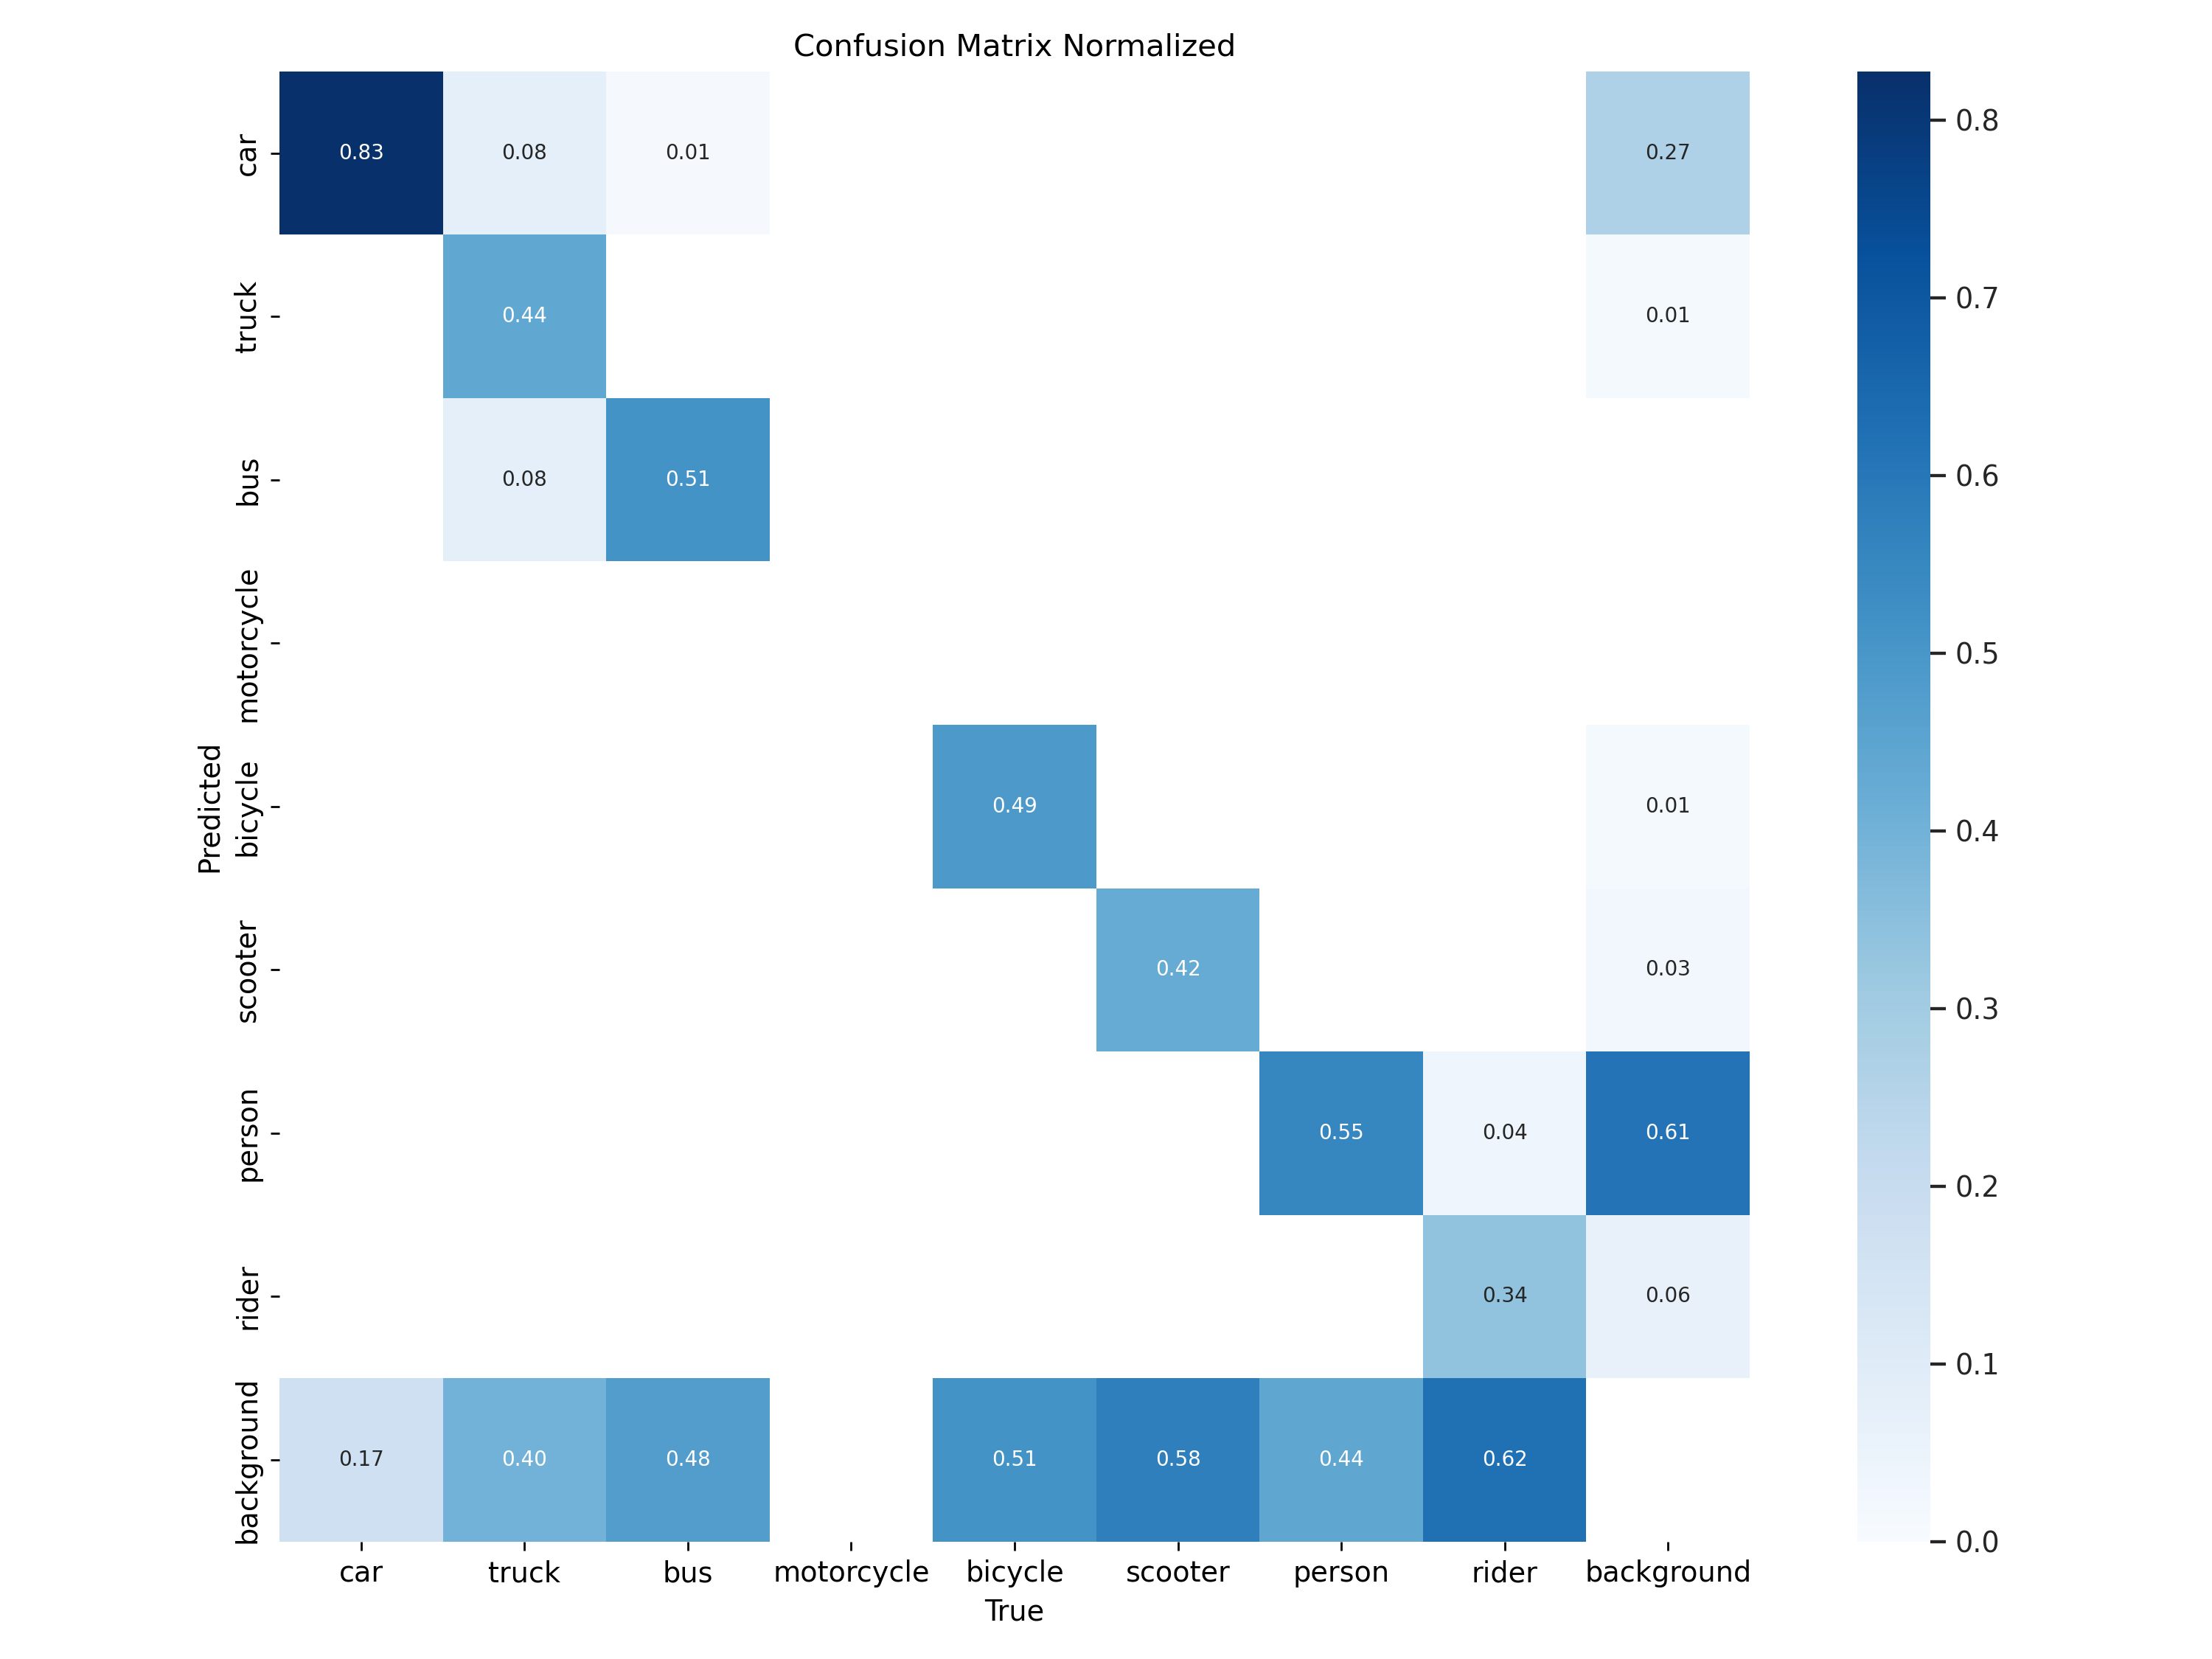 Confusion Matrix Normalized
car 0.83 0.08 0.01 0.27
truck 0.44 0.01
bus 0.08 0.51
motorcycle
bicycle 0.49 0.01
scooter 0.42 0.03
person 0.55 0.04 0.61
rider 0.34 0.06
background 0.17 0.40 0.48 0.51 0.58 0.44 0.62
Predicted
car truck bus motorcycle bicycle scooter person rider background
True
0.8
0.7
0.6
0.5
0.4
0.3
0.2
0.1
0.0